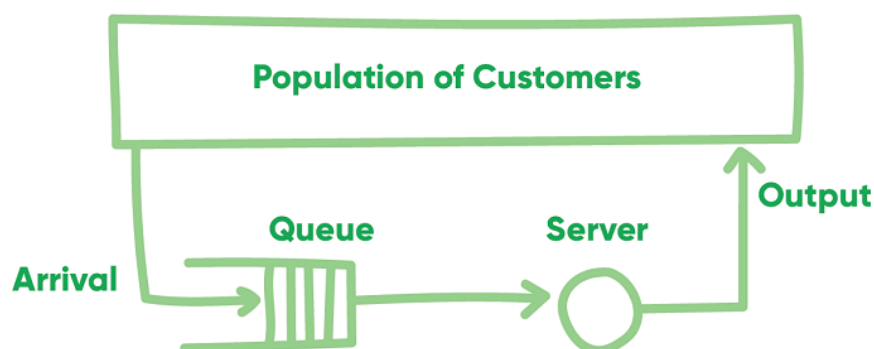 Population of Customers
Queue
Server
Output
Arrival